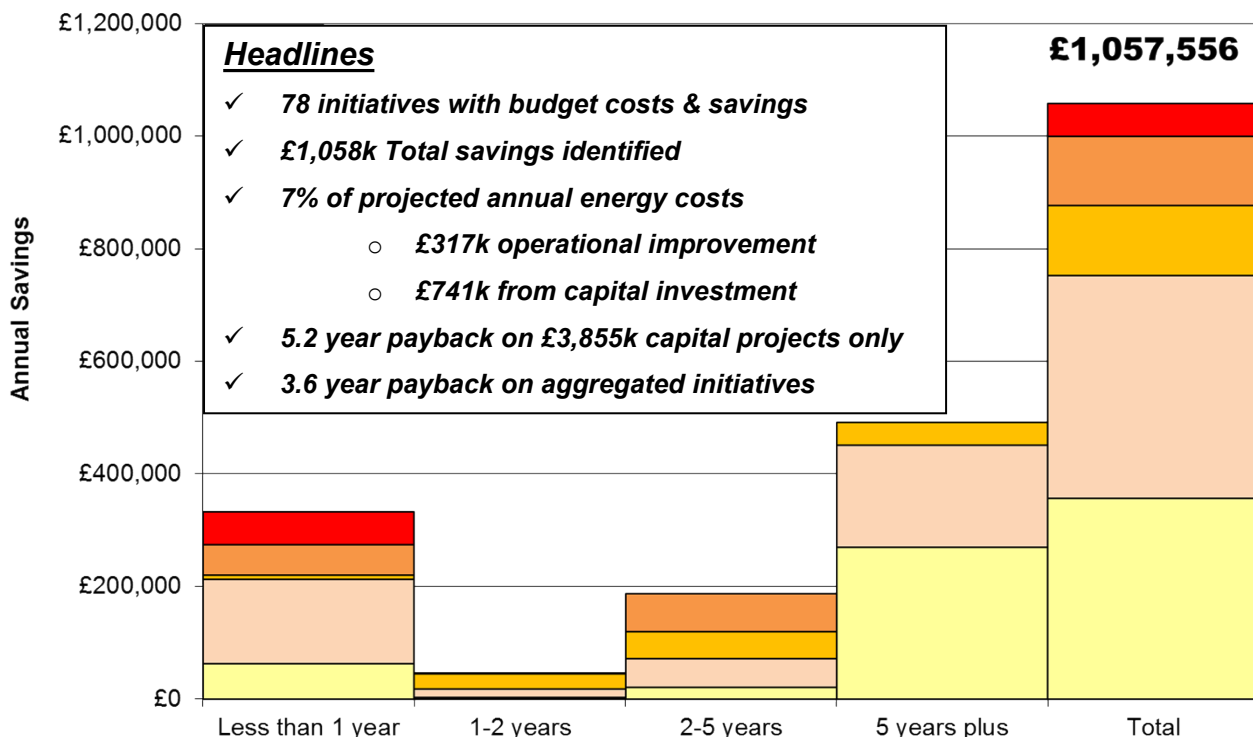 £1,200,000
£1,000,000
£800,000
£600,000
£400,000
£200,000
£0
Annual Savings
Headlines
✓ 78 initiatives with budget costs & savings
✓ £1,058k Total savings identified
✓ 7% of projected annual energy costs
o £317k operational improvement
o £741k from capital investment
✓ 5.2 year payback on £3,855k capital projects only
✓ 3.6 year payback on aggregated initiatives
£1,057,556
Less than 1 year
1-2 years
2-5 years
5 years plus
Total